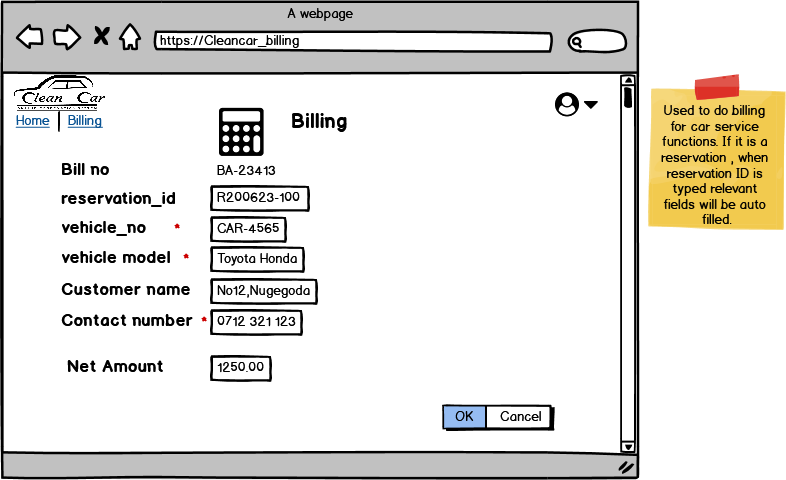 A webpage
https://Cleancar_billing
Clean Car
Home | Billing
Billing
Bill no BA-23413
reservation_id R200623-100
vehicle_no * CAR-4565
vehicle model * Toyota Honda
Customer name No12,Nugegoda
Contact number * 0712 321 123
Net Amount 1250.00
OK Cancel
Used to do billing
for car service
functions. If it is a
reservation , when
reservation ID is
typed relevant
fields will be auto
filled.